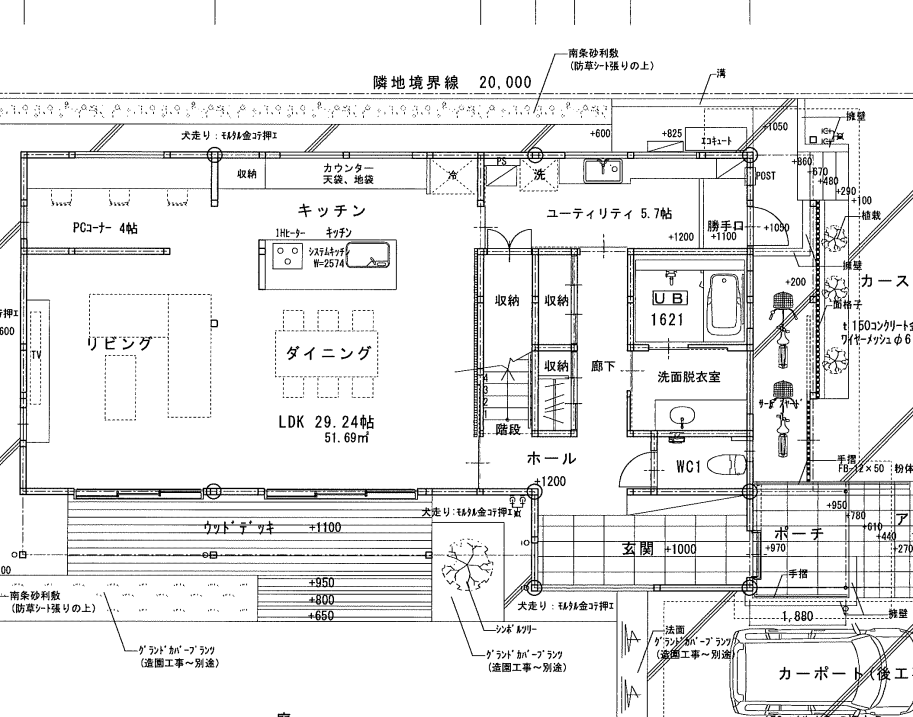 南条砂利敷
(防草シート張りの上)
隣地境界線 20,000
溝
犬走り：モルタル金コテ押エ
+600
+825
エコキュート
+1050
擁壁
収納
カウンター
天袋、地袋
冷
PS
洗
POST
+860
+670
+480
+290
+100
キッチン
ユーティリティ 5.7帖
勝手口
植栽
PCコーナー 4帖
IHヒーター
キッチン
システムキッチン
W=2574
+1200
+1100
+1050
擁壁
+200
カース
面格子
収納
収納
UB
1621
t 150コンクリート
ワイヤーメッシュφ6
600
TV
リビング
ダイニング
収納
廊下
洗面脱衣室
4
3
2
1
LDK 29.24帖
51.69㎡
階段
ホール
WC1
手摺
FB-12×50
粉体
+1200
犬走り：モルタル金コテ押エ
ウッドデッキ +1100
+950
+780
+610
+440
+270
ア
ポーチ
玄関 +1000
+970
手摺
+950
+800
+650
南条砂利敷
(防草シート張りの上)
犬走り：モルタル金コテ押エ
1,880
擁壁
シンボルツリー
法面
グランドカバープランツ
(造園工事～別途)
グランドカバープランツ
(造園工事～別途)
グランドカバープランツ
(造園工事～別途)
カーポート(後工